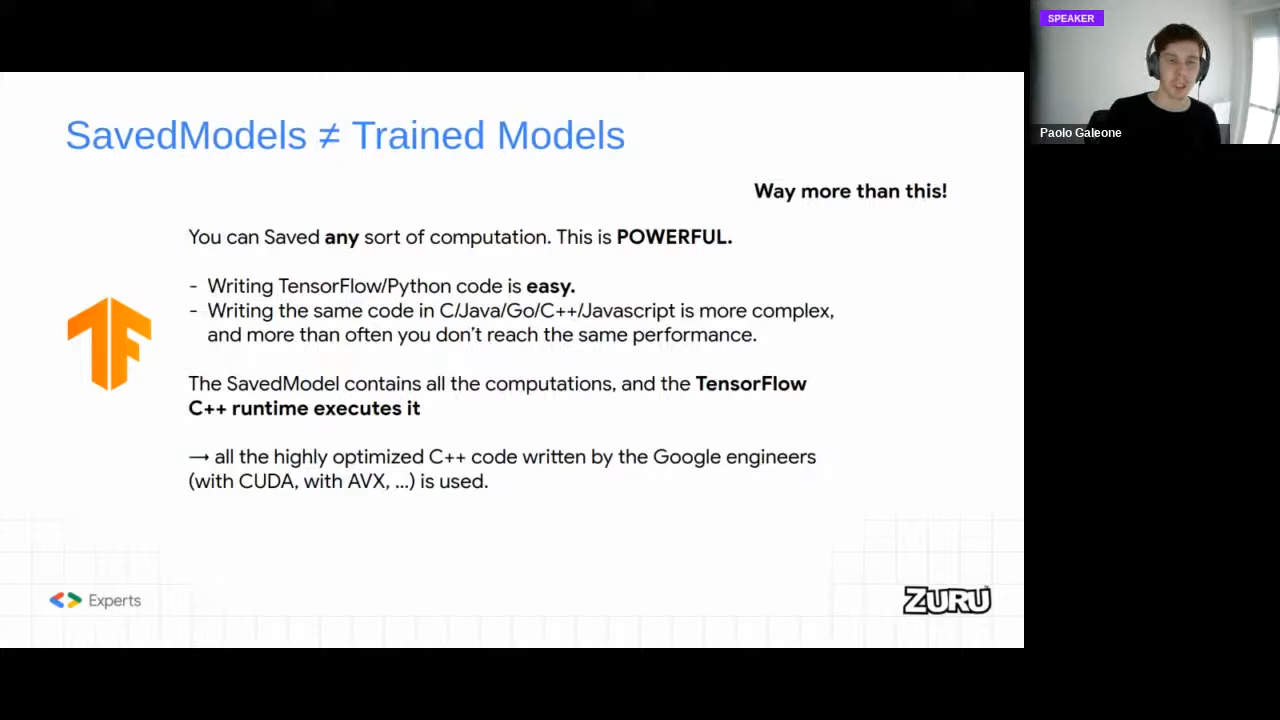 SPEAKER
Paolo Galeone
SavedModels ≠ Trained Models
Way more than this!
You can Saved any sort of computation. This is POWERFUL.
- Writing TensorFlow/Python code is easy.
- Writing the same code in C/Java/Go/C++/Javascript is more complex,
and more than often you don’t reach the same performance.
The SavedModel contains all the computations, and the TensorFlow
C++ runtime executes it
→ all the highly optimized C++ code written by the Google engineers
(with CUDA, with AVX, ...) is used.
Experts
ZURU